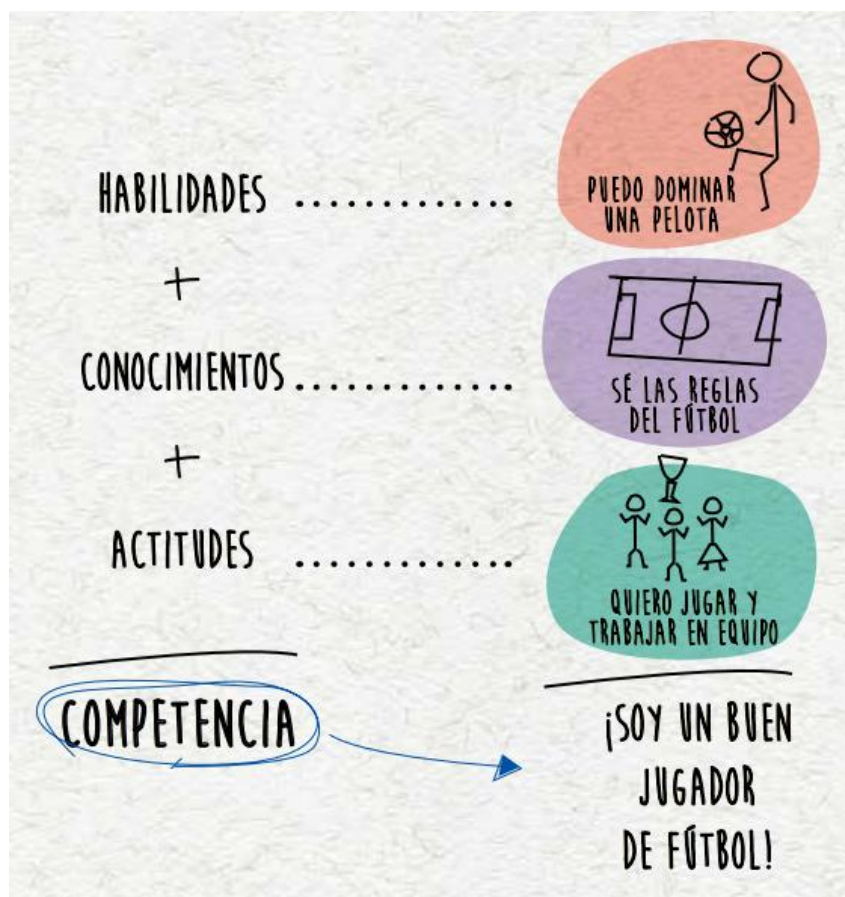 HABILIDADES .............
PUEDO DOMINAR
UNA PELOTA
+
CONOCIMIENTOS .............
SÉ LAS REGLAS
DEL FÚTBOL
+
ACTITUDES .............
QUIERO JUGAR Y
TRABAJAR EN EQUIPO
COMPETENCIA
¡SOY UN BUEN
JUGADOR
DE FÚTBOL!